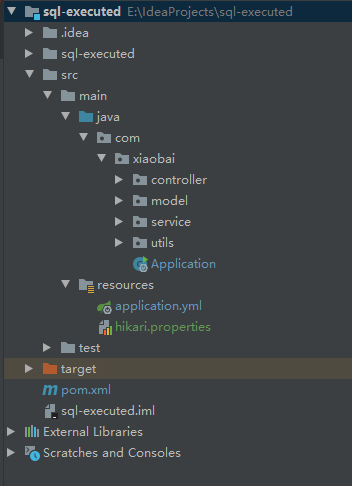 sql-executed E:\IdeaProjects\sql-executed
.idea
sql-executed
src
main
java
com
xiaobai
controller
model
service
utils
Application
resources
application.yml
hikari.properties
test
target
pom.xml
sql-executed.iml
External Libraries
Scratches and Consoles